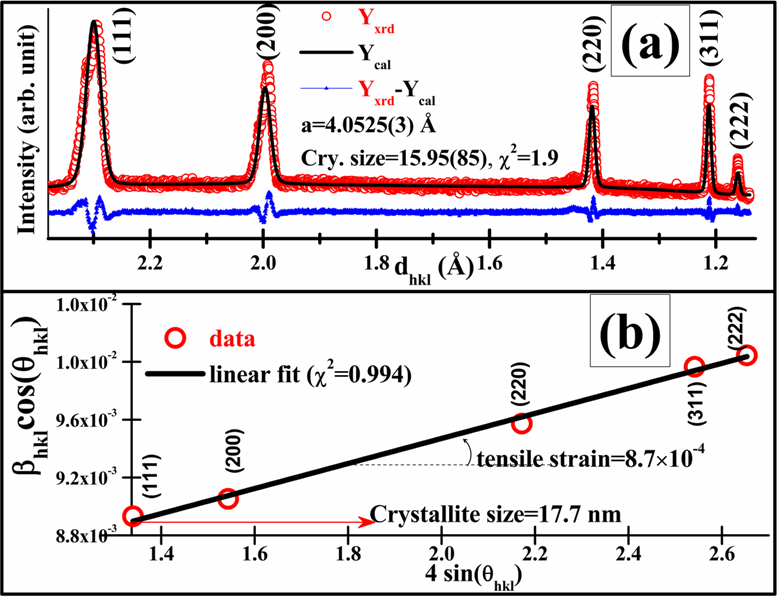 (111)
(200)
Yxrd
Ycal
Yxrd-Ycal
a=4.0525(3) Å
Cry. size=15.95(85), χ²=1.9
(220)
(a)
(311)
(222)
Intensity (arb. unit)
2.2 2.0 1.8 1.6 1.4 1.2
dhkl (Å)
1.0x10⁻²
1.0x10⁻²
9.6x10⁻³
9.2x10⁻³
8.8x10⁻³
βhklcos(θhkl)
data
linear fit (χ²=0.994)
(b)
(111)
(200)
(220)
(311)
(222)
tensile strain=8.7×10⁻⁴
Crystallite size=17.7 nm
1.4 1.6 1.8 2.0 2.2 2.4 2.6
4 sin(θhkl)